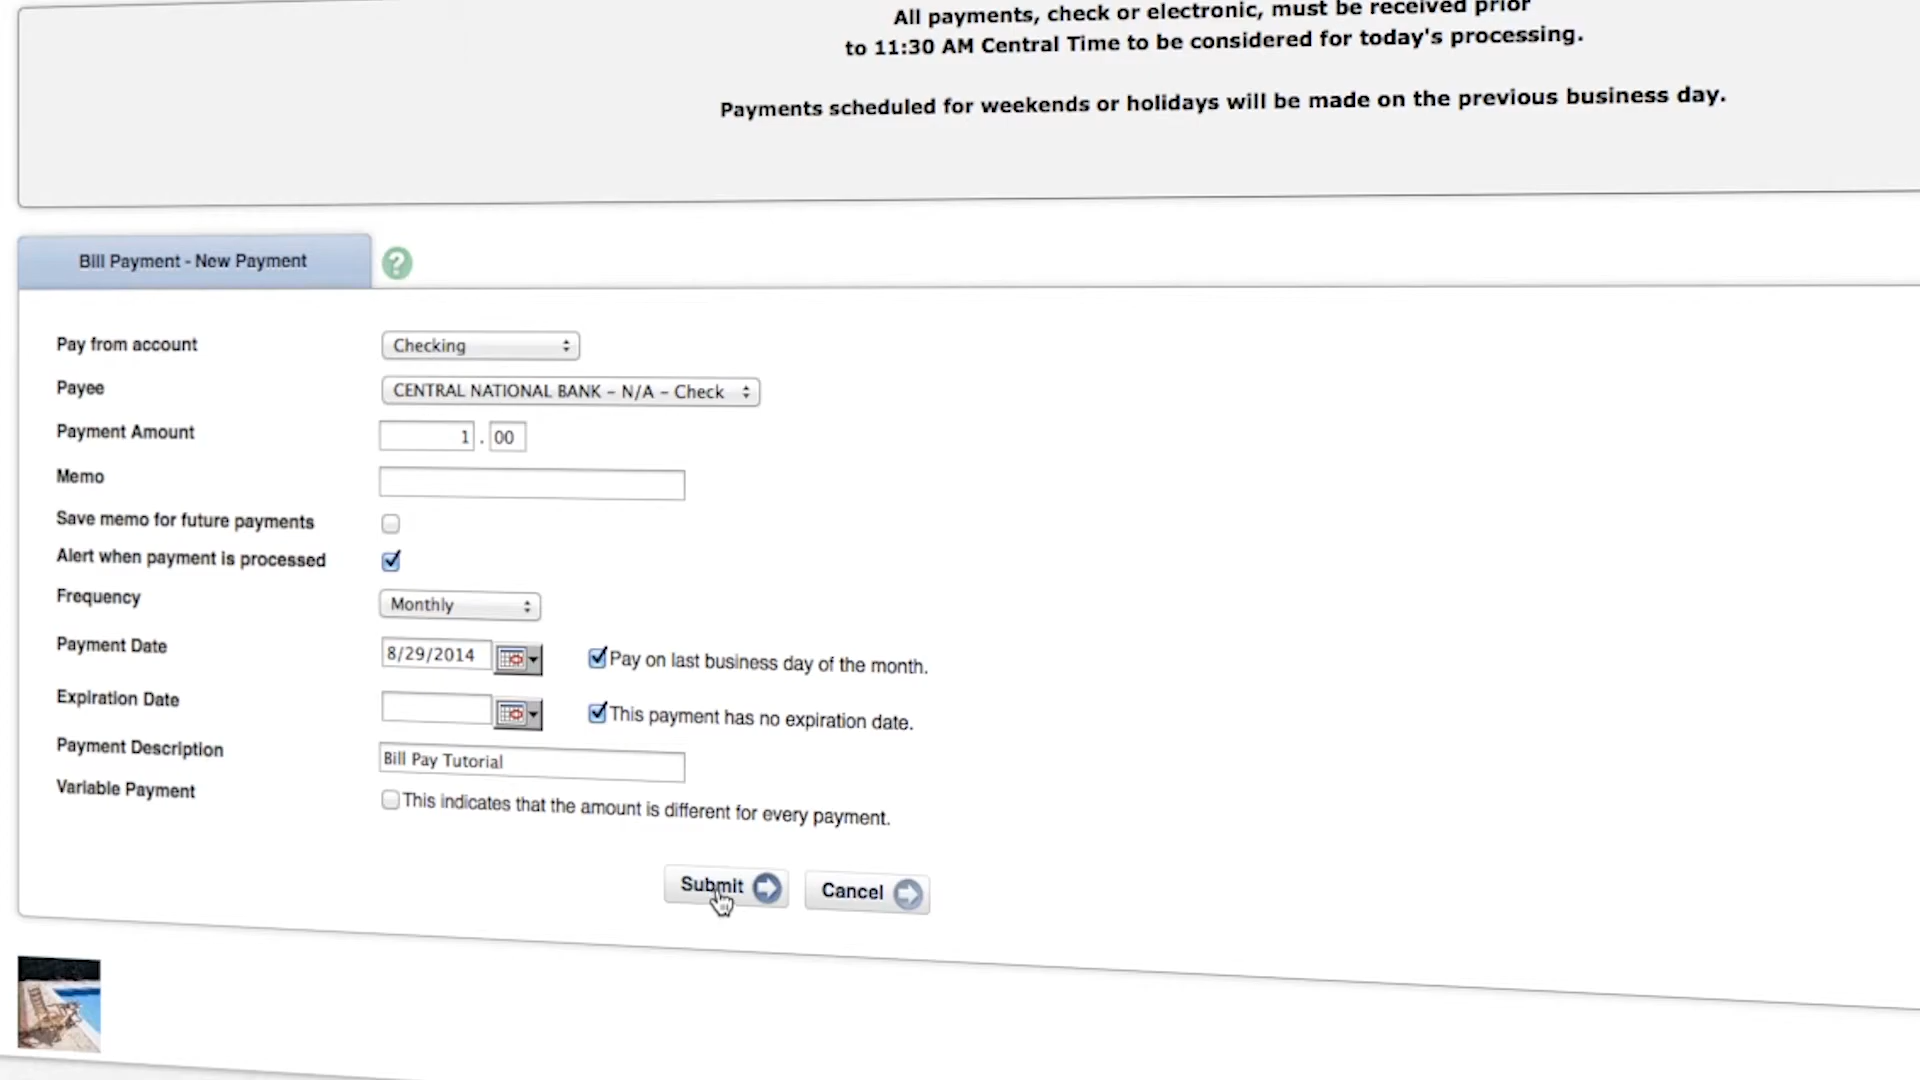 All payments, check or electronic, must be received prior
to 11:30 AM Central Time to be considered for today's processing.
Payments scheduled for weekends or holidays will be made on the previous business day.
Bill Payment - New Payment ?
Pay from account Checking
Payee CENTRAL NATIONAL BANK - N/A - Check
Payment Amount 1 . 00
Memo
Save memo for future payments
Alert when payment is processed
Frequency Monthly
Payment Date 8/29/2014 Pay on last business day of the month.
Expiration Date This payment has no expiration date.
Payment Description Bill Pay Tutorial
Variable Payment This indicates that the amount is different for every payment.
Submit Cancel